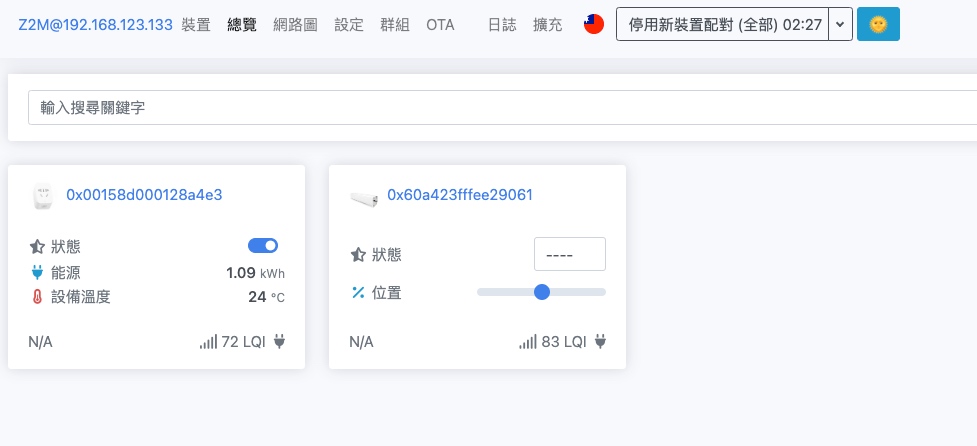 Z2M@192.168.123.133 裝置 總覽 網路圖 設定 群組 OTA 日誌 擴充 停用新裝置配對 (全部) 02:27
輸入搜尋關鍵字
0x00158d000128a4e3
狀態
能源 1.09 kWh
設備溫度 24 °C
N/A 72 LQI
0x60a423fffee29061
狀態 ----
位置
N/A 83 LQI